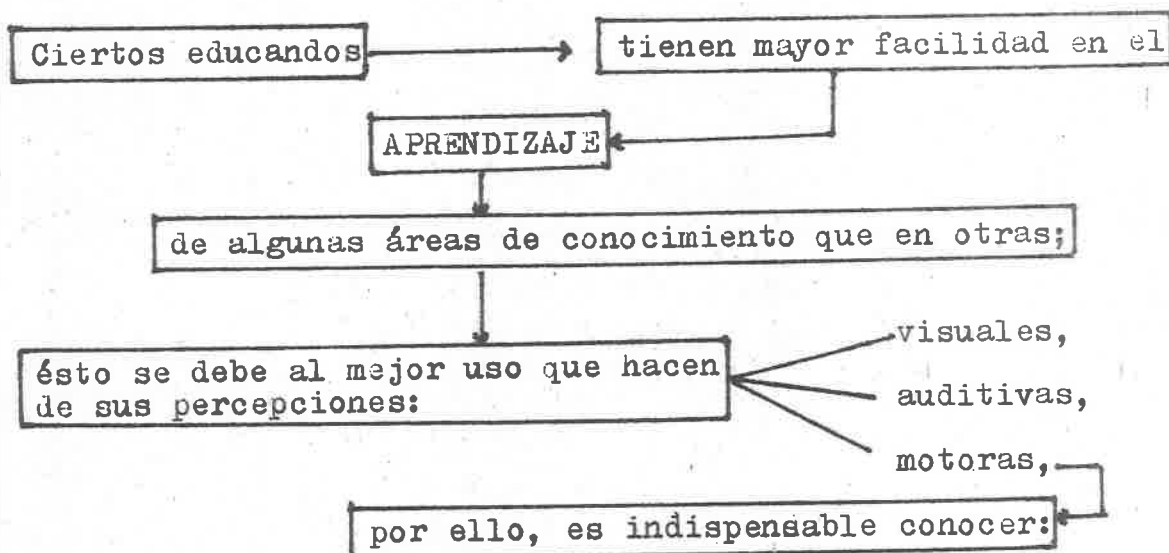 Ciertos educandos
tienen mayor facilidad en el
APRENDIZAJE
de algunas áreas de conocimiento que en otras;
ésto se debe al mejor uso que hacen
de sus percepciones:
visuales,
auditivas,
motoras,
por ello, es indispensable conocer: